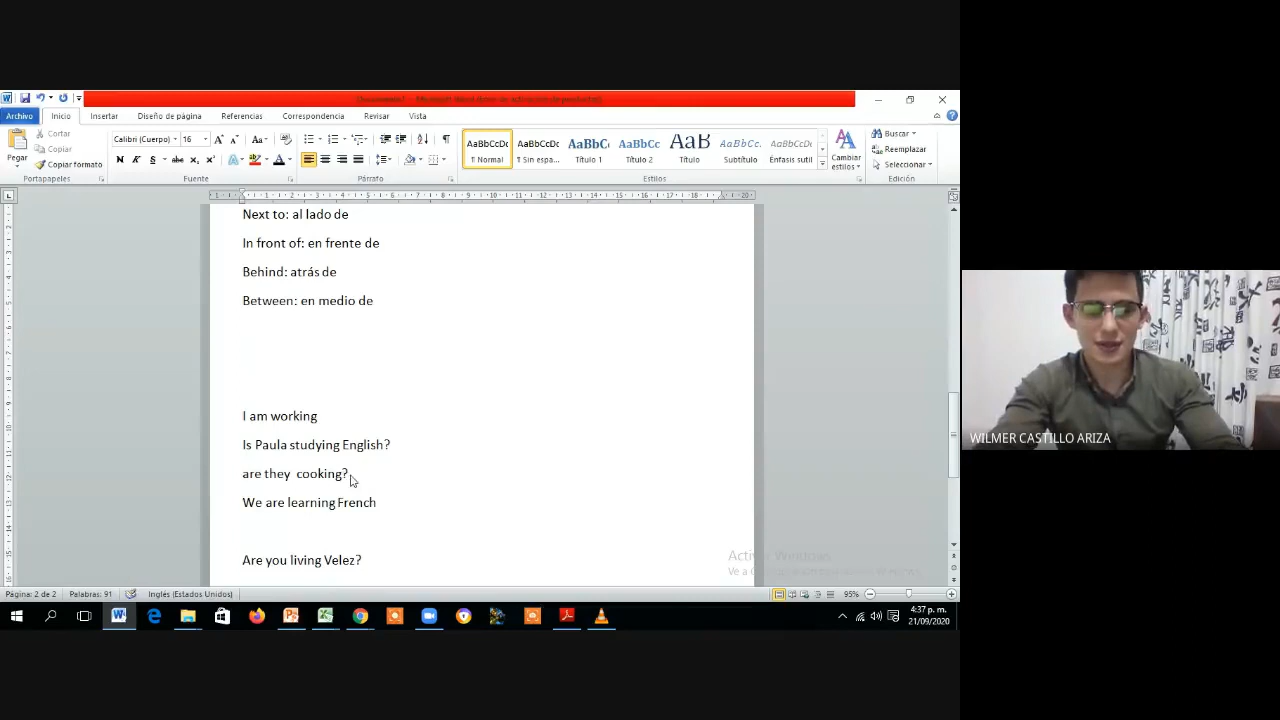 Archivo Inicio Insertar Diseño de página Referencias Correspondencia Revisar Vista
Pegar
Cortar
Copiar
Copiar formato
Portapapeles
Calibri (Cuerpo) 16
Fuente
Párrafo
AaBbCcDc AaBbCcDc AaBbC AaBbCc AaB AaBbCc. AaBbCcDc
¶ Normal ¶ Sin espa... Título 1 Título 2 Título Subtítulo Énfasis sutil
Cambiar estilos
Estilos
Buscar
Reemplazar
Seleccionar
Edición
Next to: al lado de
In front of: en frente de
Behind: atrás de
Between: en medio de
I am working
Is Paula studying English?
are they  cooking?
We are learning French
Are you living Velez?
Página: 2 de 2 Palabras: 91 Inglés (Estados Unidos) 95%
4:37 p. m.
21/09/2020
WILMER CASTILLO ARIZA